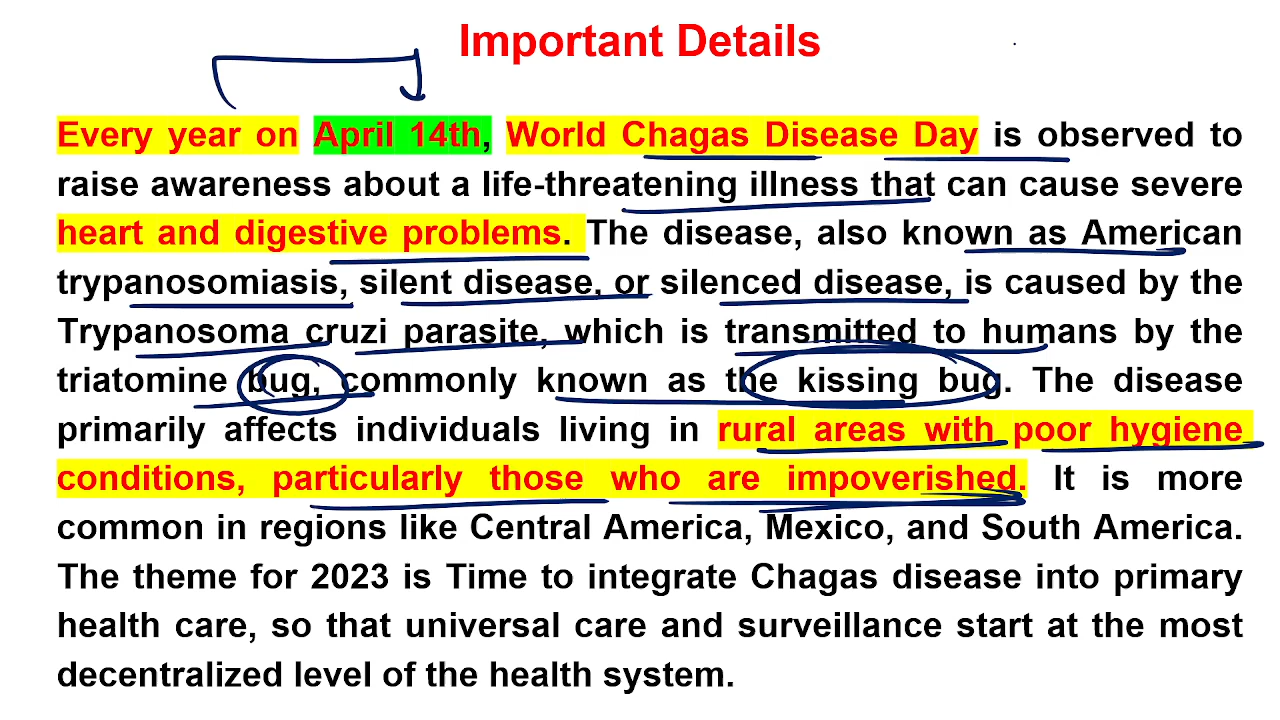 Important Details
Every year on April 14th, World Chagas Disease Day is observed to
raise awareness about a life-threatening illness that can cause severe
heart and digestive problems. The disease, also known as American
trypanosomiasis, silent disease, or silenced disease, is caused by the
Trypanosoma cruzi parasite, which is transmitted to humans by the
triatomine bug, commonly known as the kissing bug. The disease
primarily affects individuals living in rural areas with poor hygiene
conditions, particularly those who are impoverished. It is more
common in regions like Central America, Mexico, and South America.
The theme for 2023 is Time to integrate Chagas disease into primary
health care, so that universal care and surveillance start at the most
decentralized level of the health system.